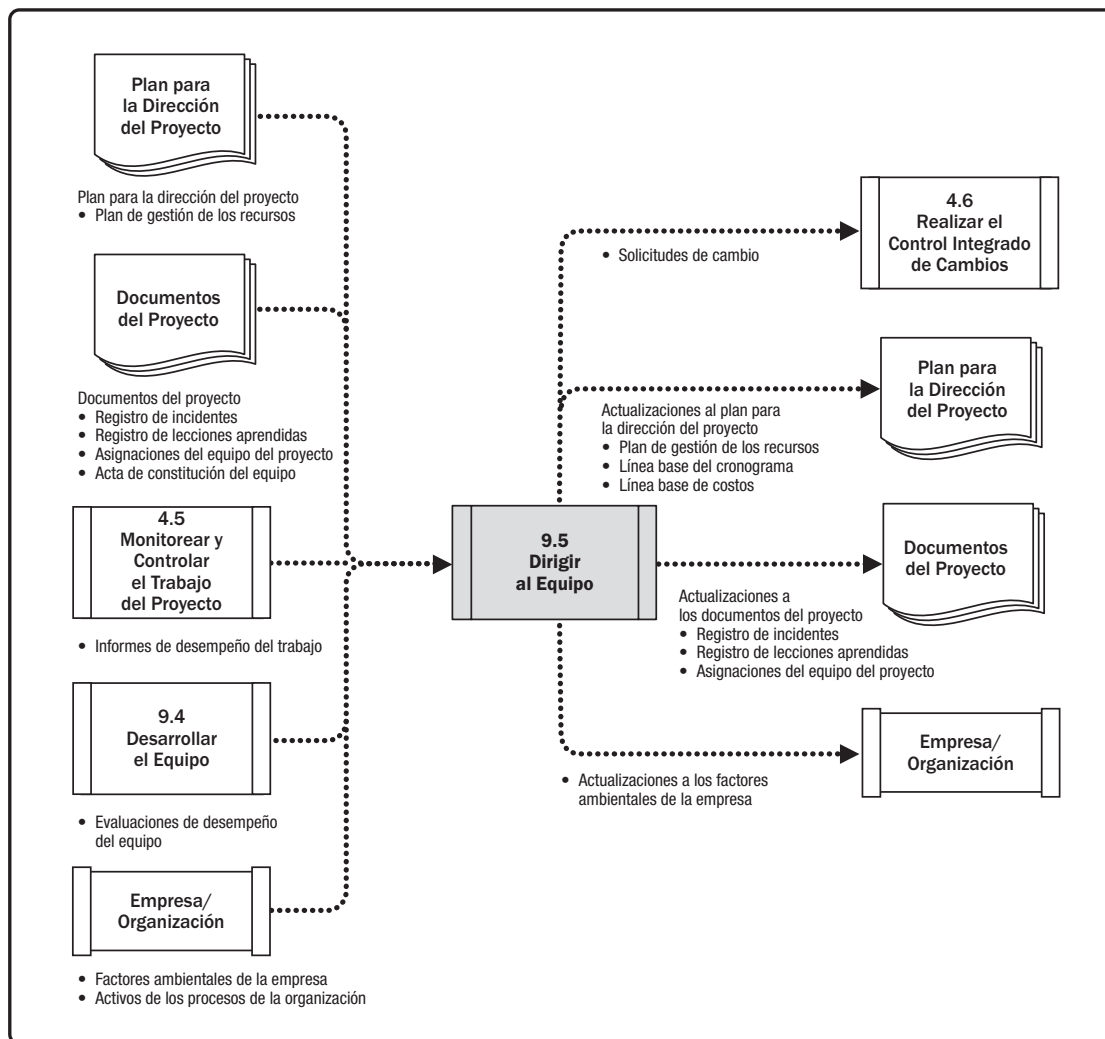 Plan para
la Dirección
del Proyecto
Plan para la dirección del proyecto
• Plan de gestión de los recursos
Documentos
del Proyecto
Documentos del proyecto
• Registro de incidentes
• Registro de lecciones aprendidas
• Asignaciones del equipo del proyecto
• Acta de constitución del equipo
4.5
Monitorear y
Controlar
el Trabajo
del Proyecto
• Informes de desempeño del trabajo
9.4
Desarrollar
el Equipo
• Evaluaciones de desempeño
del equipo
Empresa/
Organización
• Factores ambientales de la empresa
• Activos de los procesos de la organización
9.5
Dirigir
al Equipo
• Solicitudes de cambio
4.6
Realizar el
Control Integrado
de Cambios
Actualizaciones al plan para
la dirección del proyecto
• Plan de gestión de los recursos
• Línea base del cronograma
• Línea base de costos
Plan para
la Dirección
del Proyecto
Actualizaciones a
los documentos del proyecto
• Registro de incidentes
• Registro de lecciones aprendidas
• Asignaciones del equipo del proyecto
Documentos
del Proyecto
• Actualizaciones a los factores
ambientales de la empresa
Empresa/
Organización